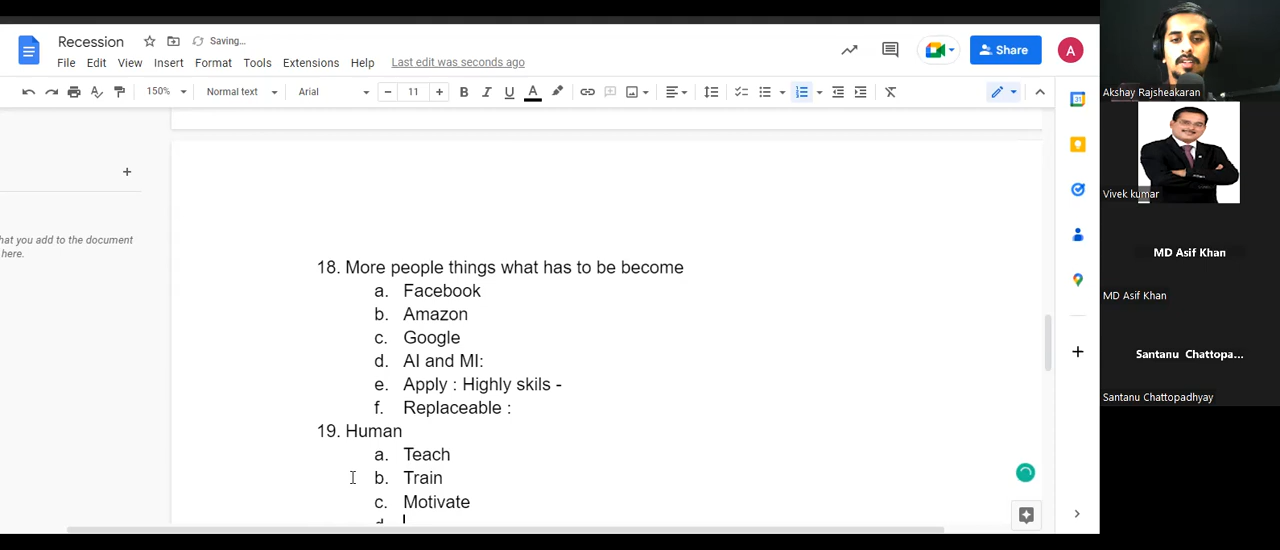 Recession
Saving...
File Edit View Insert Format Tools Extensions Help Last edit was seconds ago
Share
A
150% Normal text Arial 11 B I U A
hat you add to the document
here.
18. More people things what has to be become
a. Facebook
b. Amazon
c. Google
d. AI and MI:
e. Apply : Highly skils -
f. Replaceable :
19. Human
a. Teach
b. Train
c. Motivate
d.
31
Akshay Rajsheakaran
Vivek kumar
MD Asif Khan
MD Asif Khan
Santanu Chattopa...
Santanu Chattopadhyay